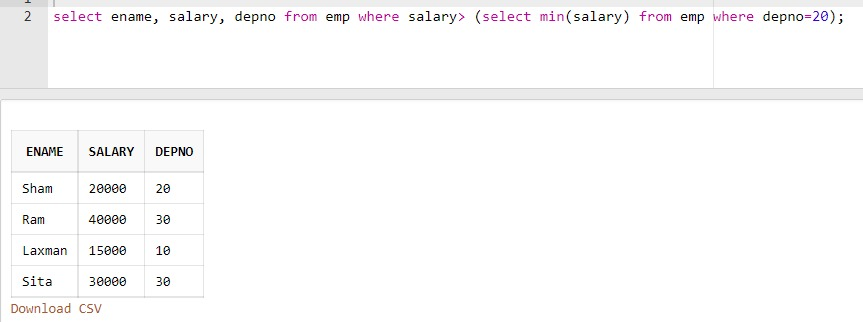 2 select ename, salary, depno from emp where salary> (select min(salary) from emp where depno=20);
ENAME SALARY DEPNO
Sham 20000 20
Ram 40000 30
Laxman 15000 10
Sita 30000 30
Download CSV